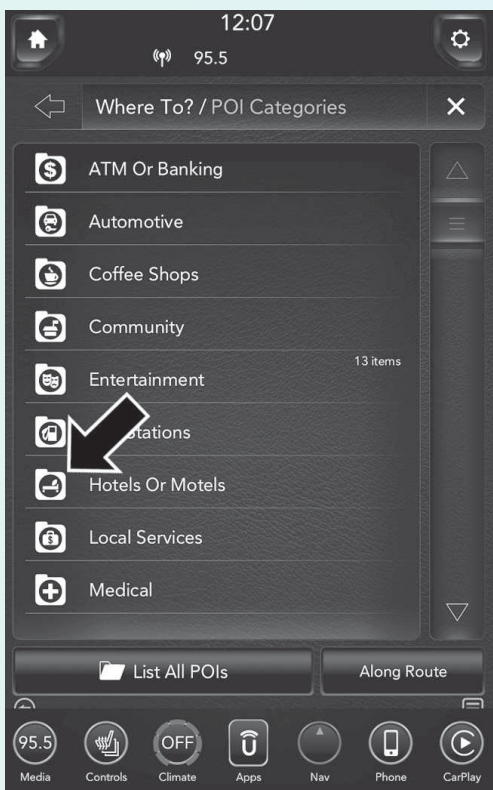 12:07
95.5
Where To? / POI Categories
ATM Or Banking
Automotive
Coffee Shops
Community
13 items
Entertainment
Stations
Hotels Or Motels
Local Services
Medical
List All POIs
Along Route
95.5
OFF
Media
Controls
Climate
Apps
Nav
Phone
CarPlay